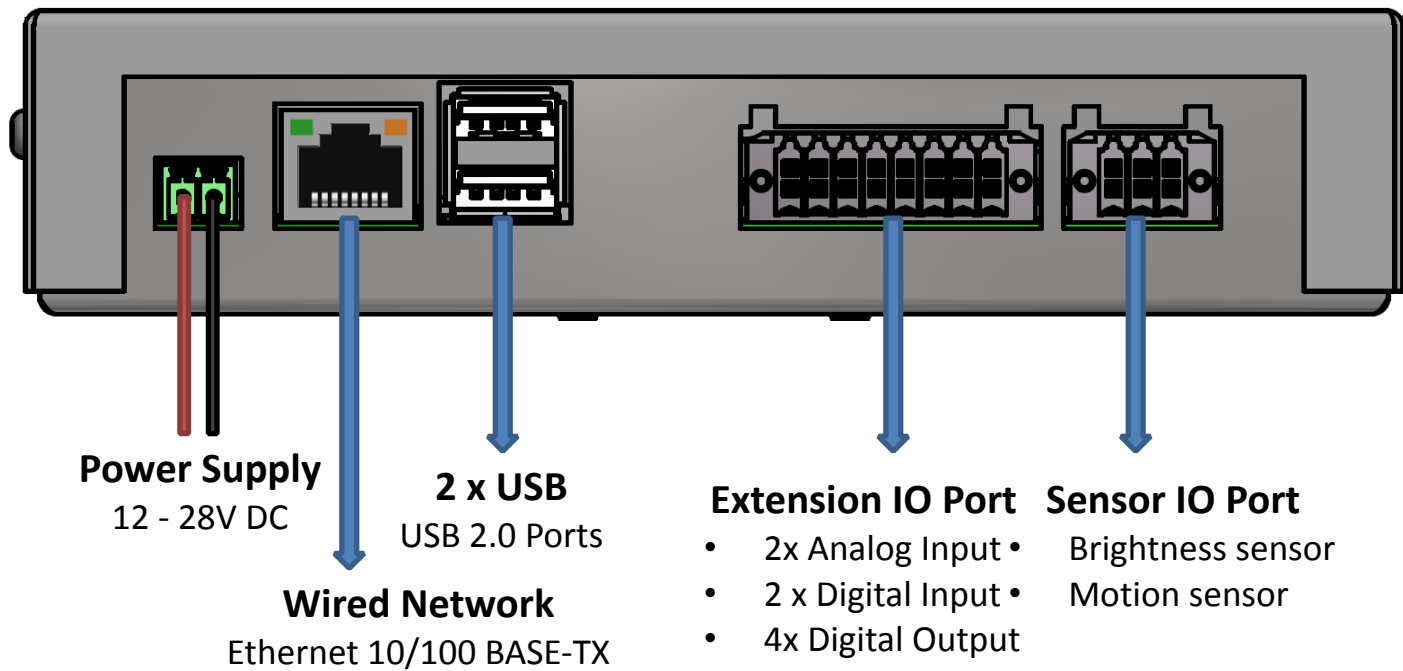 Power Supply
12 - 28V DC
Wired Network
Ethernet 10/100 BASE-TX
2 x USB
USB 2.0 Ports
Extension IO Port
• 2x Analog Input
• 2 x Digital Input
• 4x Digital Output
Sensor IO Port
• Brightness sensor
• Motion sensor